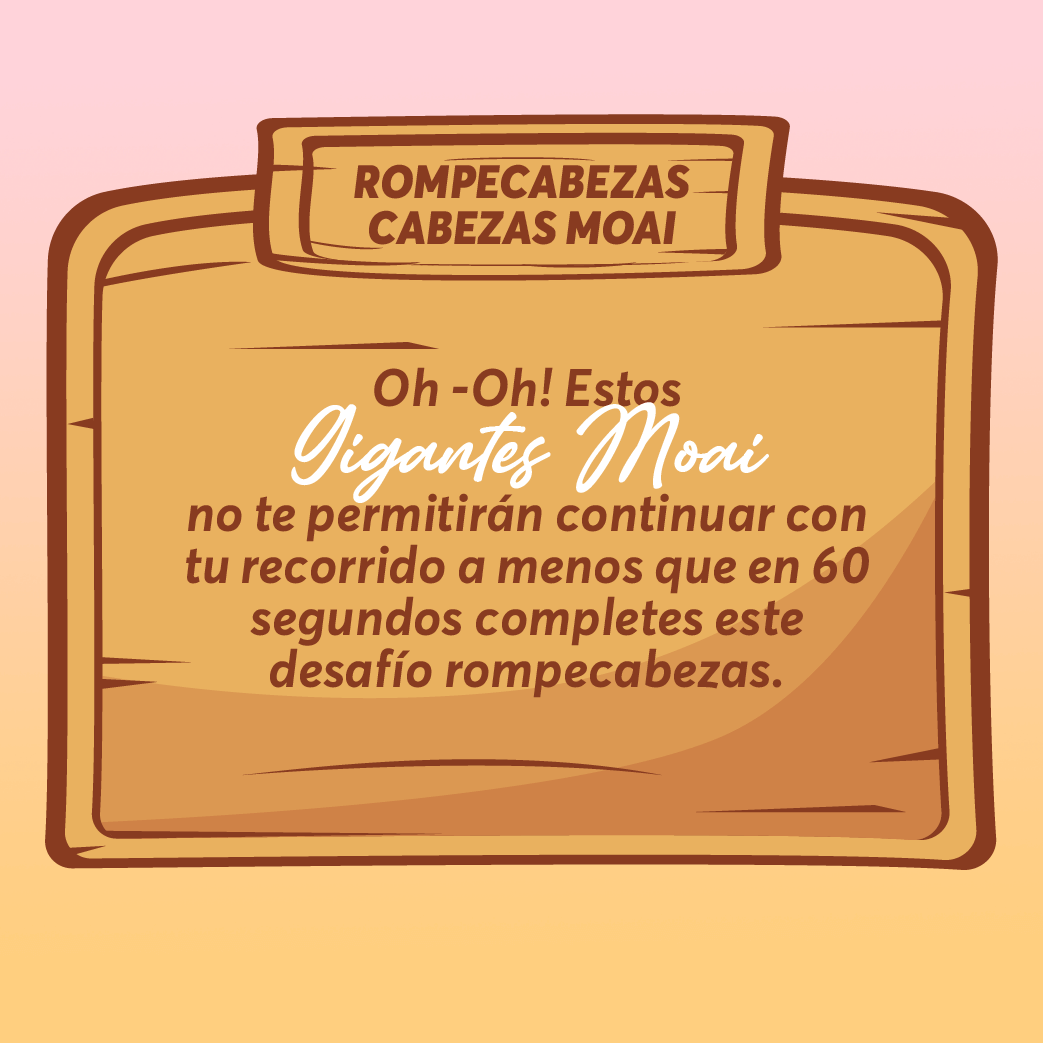 ROMPECABEZAS
CABEZAS MOAI
Oh -Oh! Estos
Gigantes Moai
no te permitirán continuar con
tu recorrido a menos que en 60
segundos completes este
desafío rompecabezas.